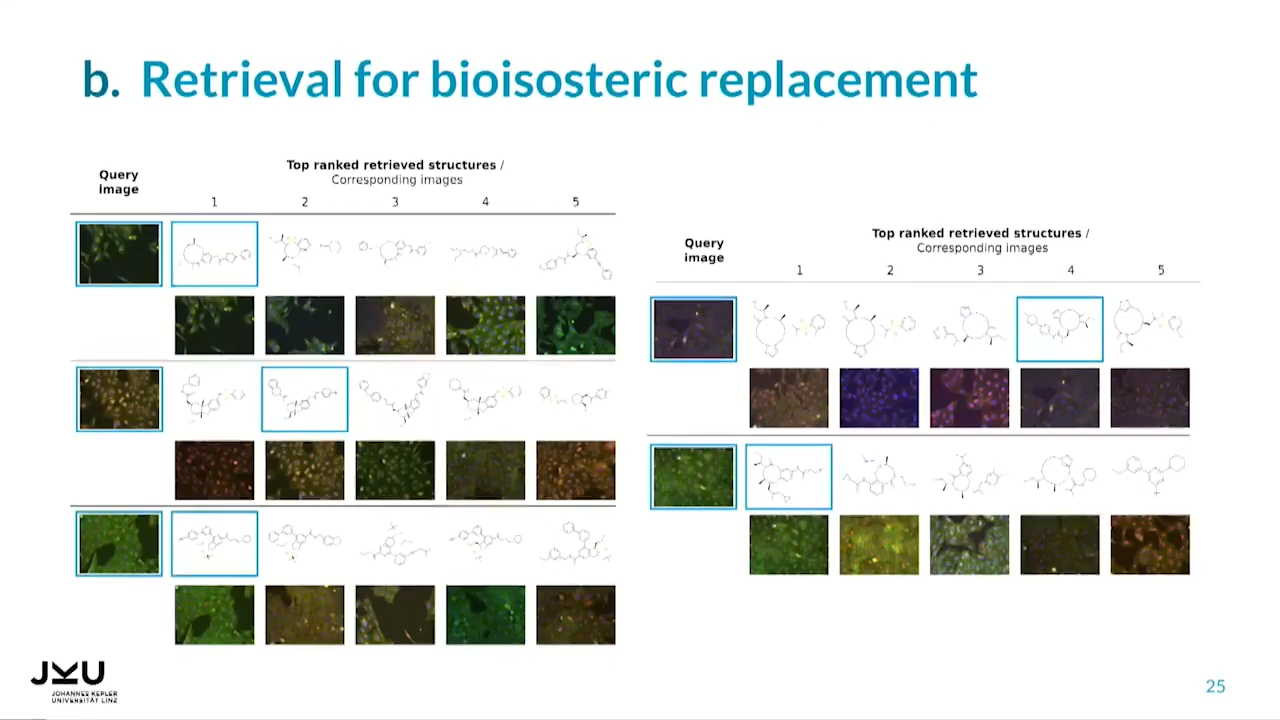 b. Retrieval for bioisosteric replacement
Query
image
Top ranked retrieved structures /
Corresponding images
1 2 3 4 5
Query
image
Top ranked retrieved structures /
Corresponding images
1 2 3 4 5
JKU
JOHANNES KEPLER
UNIVERSITÄT LINZ
25